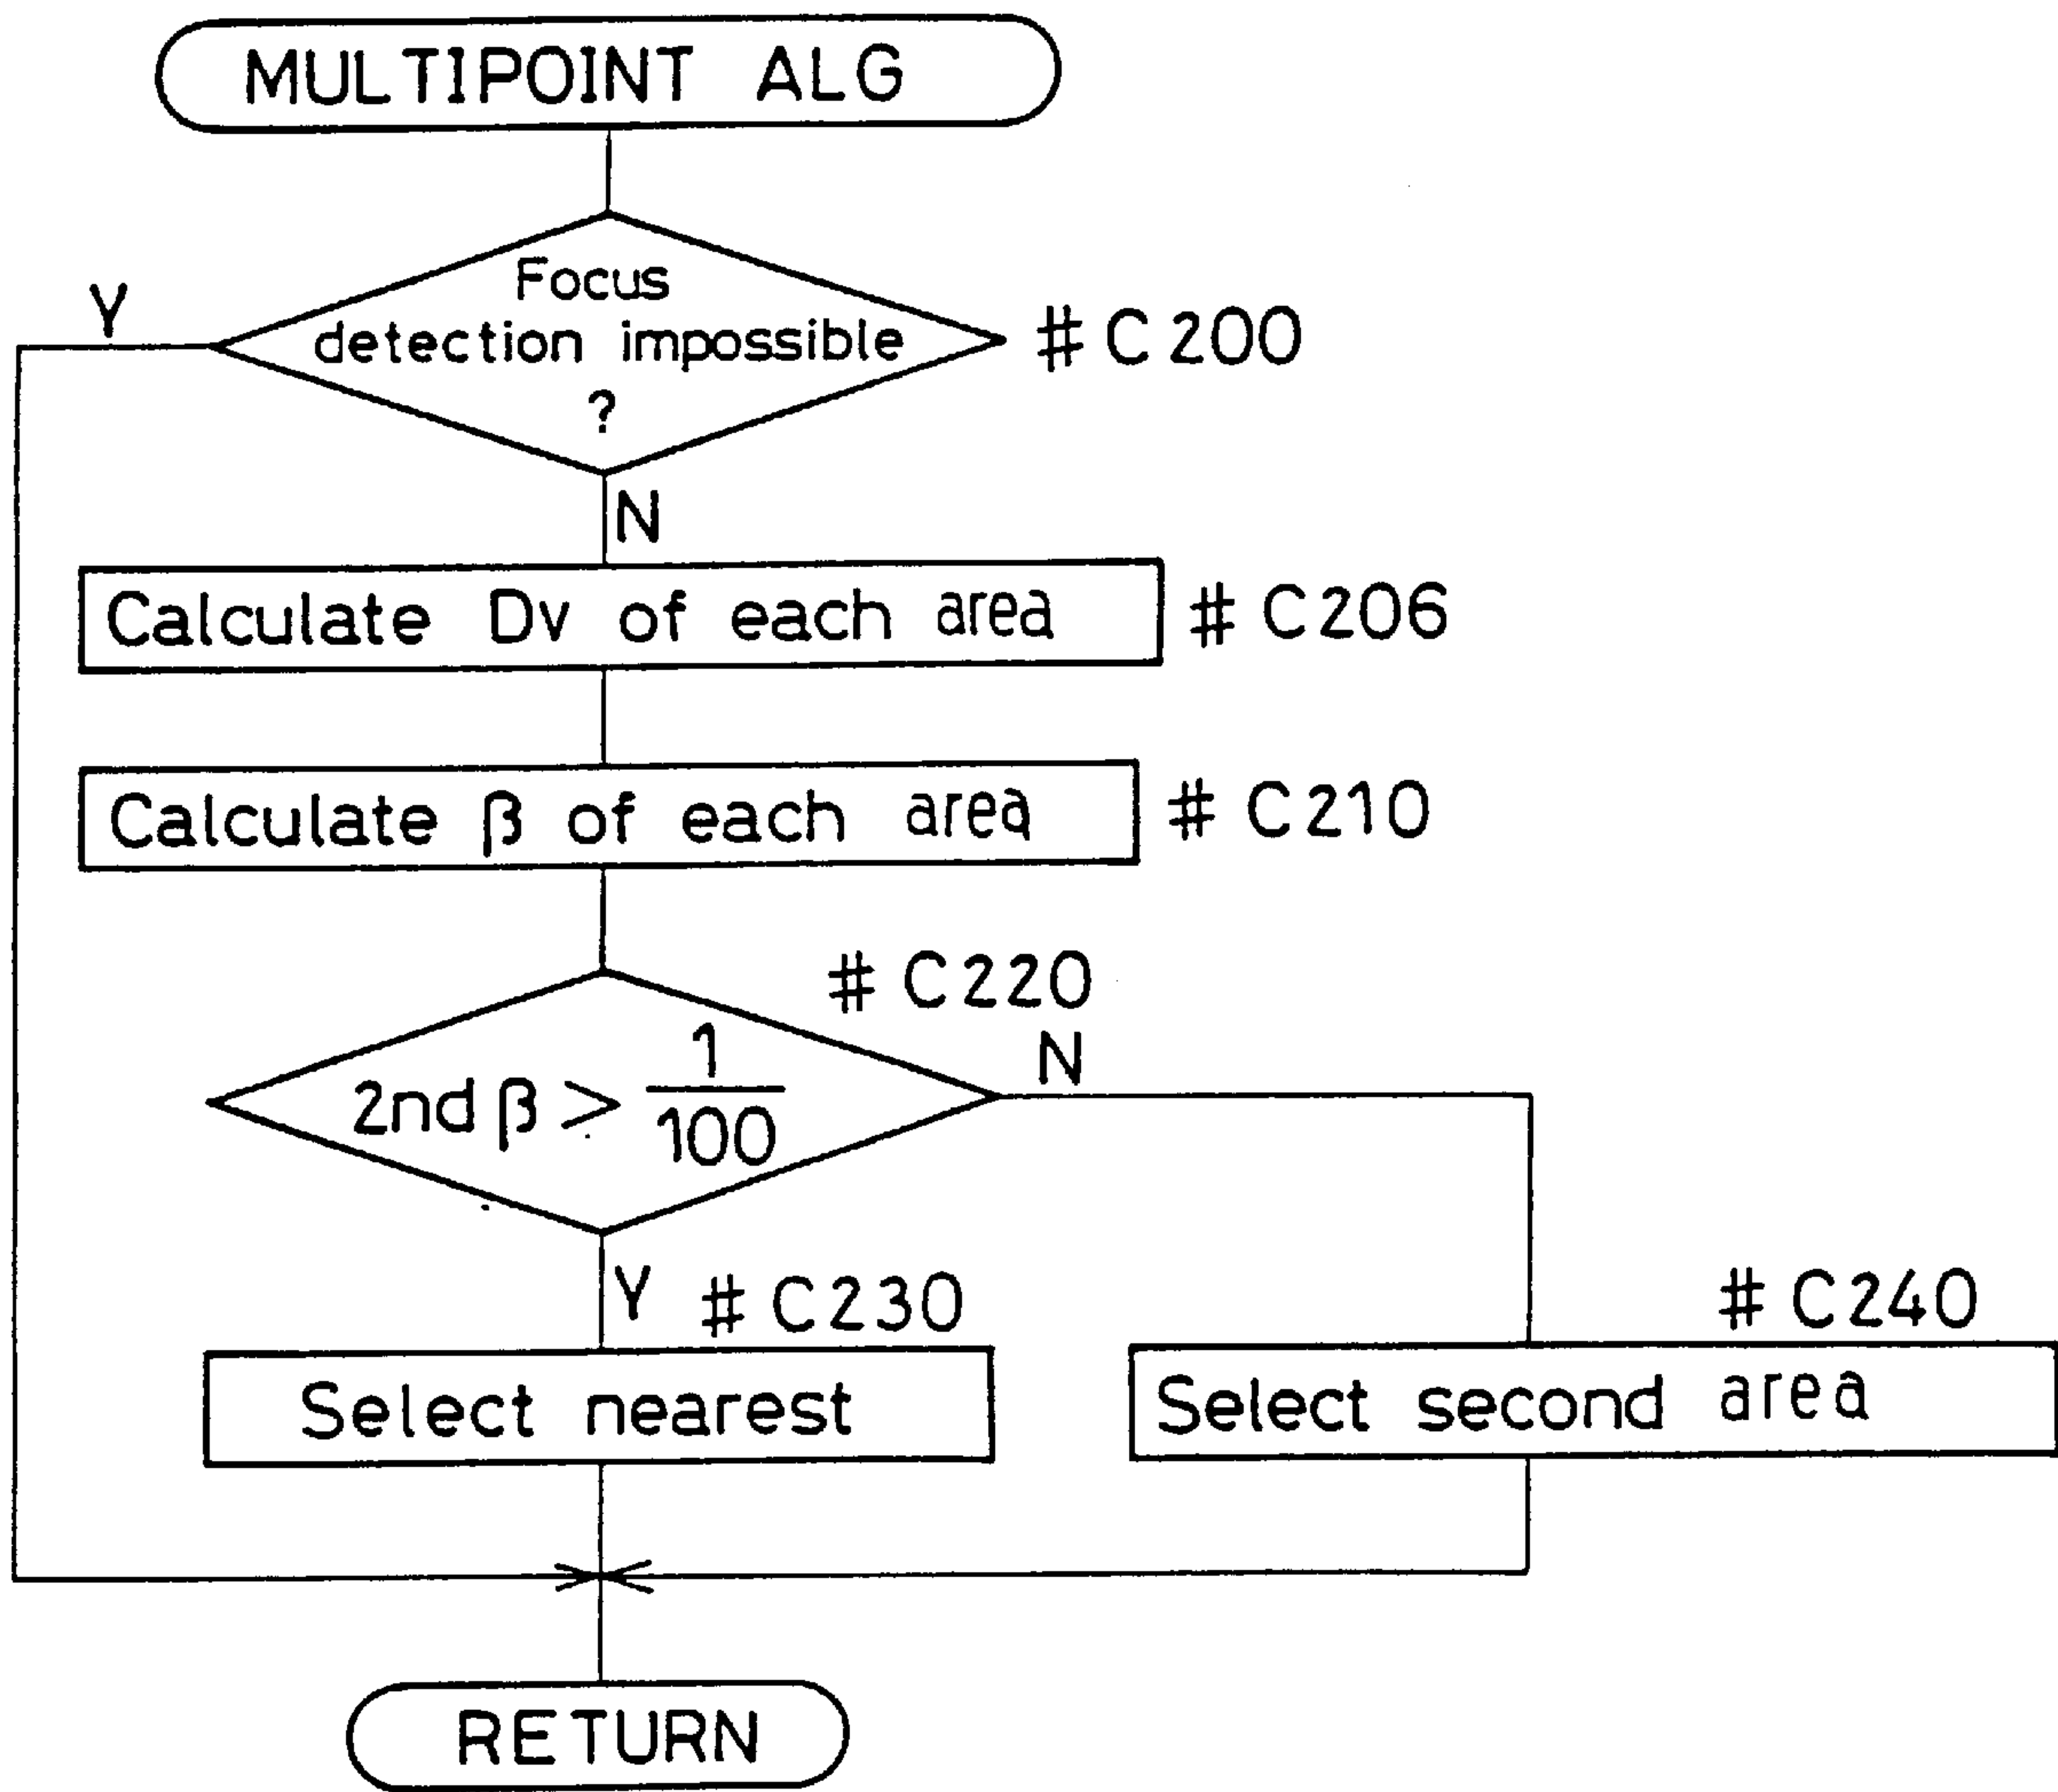 MULTIPOINT ALG
Focus
detection impossible
?
Y
# C200
N
Calculate Dv of each area
# C206
Calculate β of each area
# C210
# C220
2nd β > 1/100
N
Y
# C230
# C240
Select nearest
Select second area
RETURN